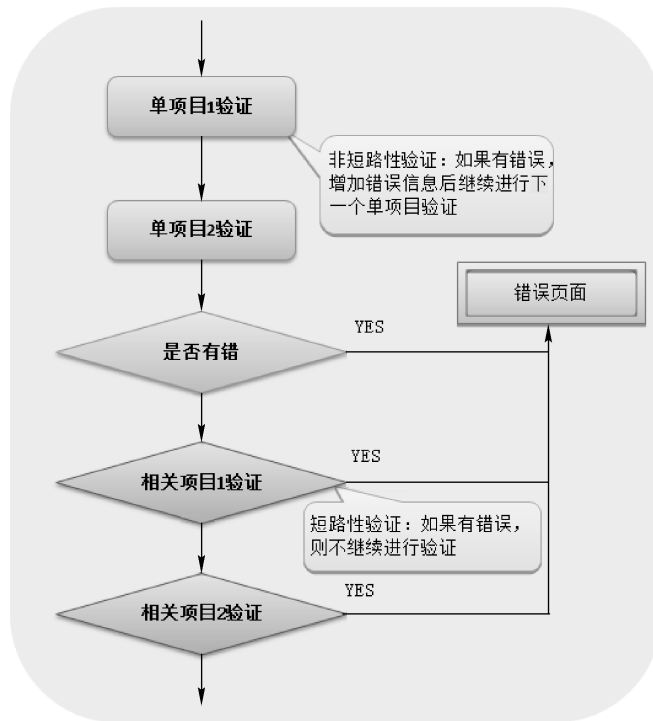 单项目1验证
非短路性验证：如果有错误，
增加错误信息后继续进行下
一个单项目验证
单项目2验证
错误页面
YES
是否有错
YES
相关项目1验证
短路性验证：如果有错误，
则不继续进行验证
YES
相关项目2验证